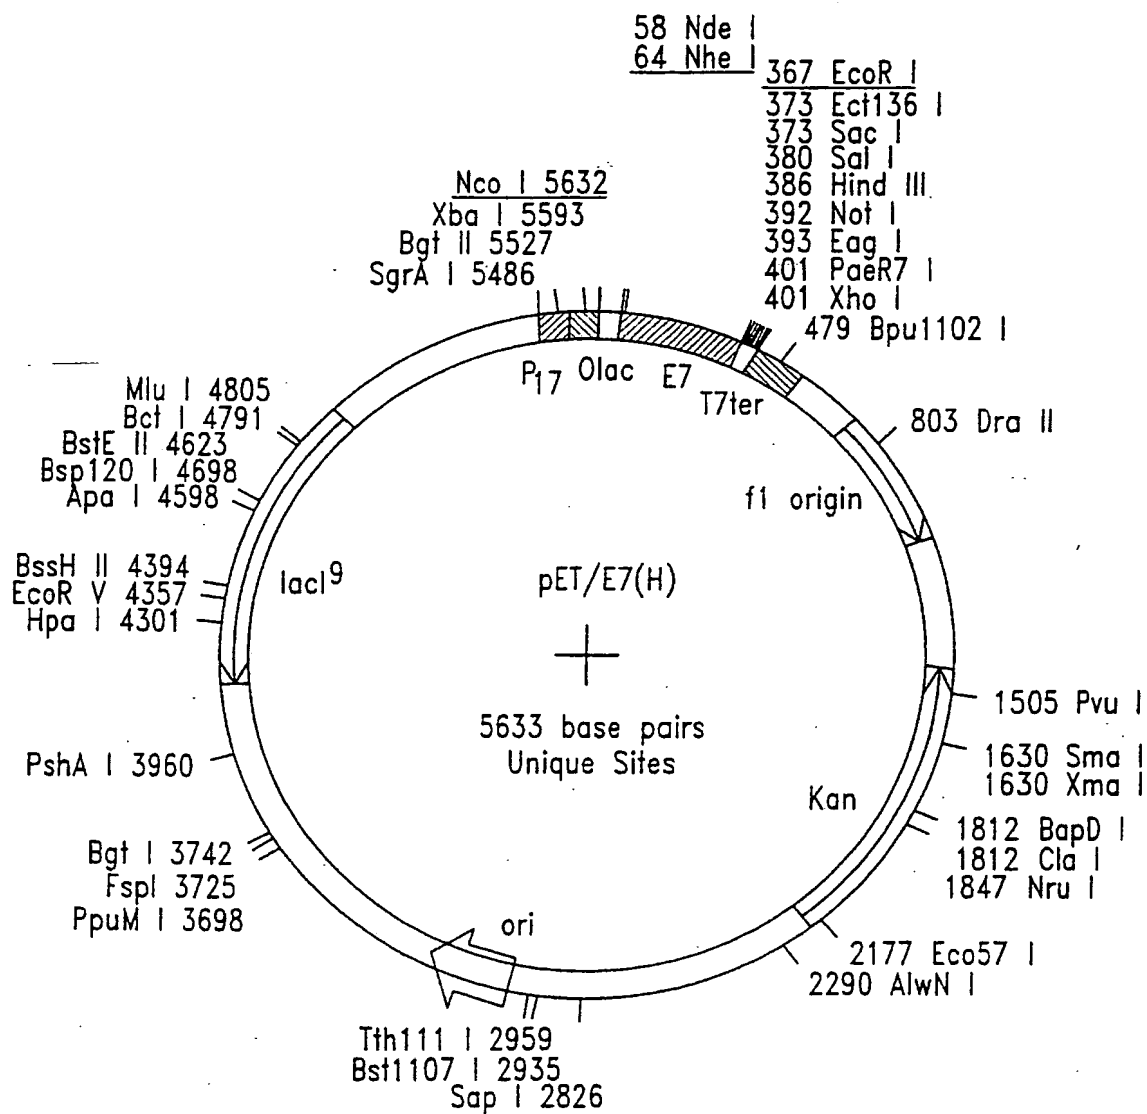 58 Nde I
64 Nhe I
367 EcoR I
373 Ect136 I
373 Sac I
380 Sal I
386 Hind III
392 Not I
393 Eag I
401 PaeR7 I
401 Xho I
479 Bpu1102 I
Nco I 5632
Xba I 5593
Bgt II 5527
SgrA I 5486
P17 Olac E7
T7ter
803 Dra II
f1 origin
Mlu I 4805
Bct I 4791
BstE II 4623
Bsp120 I 4698
Apa I 4598
BssH II 4394
EcoR V 4357
Hpa I 4301
lacI9
pET/E7(H)
5633 base pairs
Unique Sites
1505 Pvu I
1630 Sma I
1630 Xma I
Kan
1812 BapD I
1812 Cla I
1847 Nru I
PshA I 3960
Bgt I 3742
FspI 3725
PpuM I 3698
ori
2177 Eco57 I
2290 AlwN I
Tth111 I 2959
Bst1107 I 2935
Sap I 2826